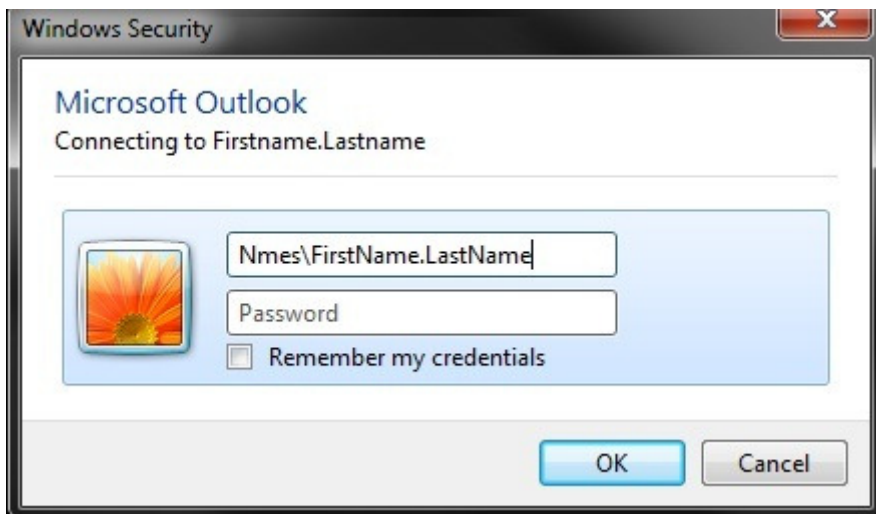 Windows Security
Microsoft Outlook
Connecting to Firstname.Lastname
Nmes\FirstName.LastName
Password
Remember my credentials
OK Cancel